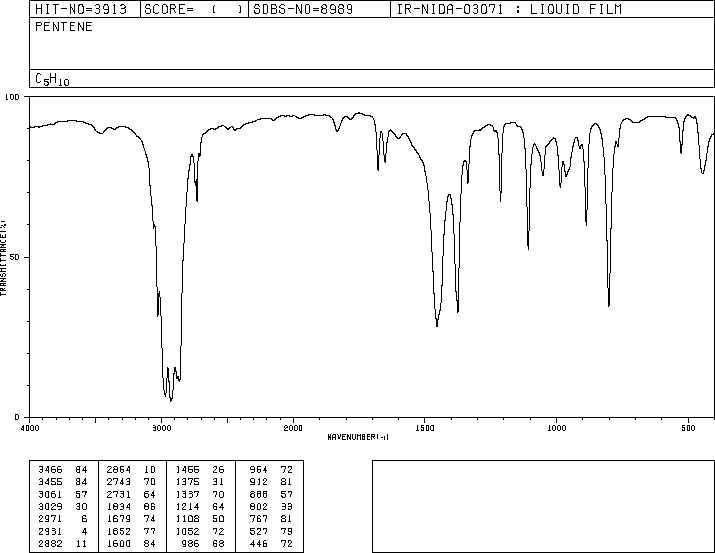 HIT-NO=3913 SCORE= ( ) SDBS-NO=8989 IR-NIDA-03071 : LIQUID FILM
PENTENE
C5H10
100
TRANSMITTANCE(%)
50
0
4000 3000 2000 1500 1000 500
WAVENUMBER(-1)
3466 84 2864 10 1456 26 964 72
3455 84 2743 70 1375 31 912 81
3061 57 2731 64 1337 70 888 57
3029 30 1834 86 1214 64 802 33
2971 6 1679 74 1108 50 767 81
2931 4 1652 77 1052 72 527 79
2882 11 1600 84 986 68 446 72